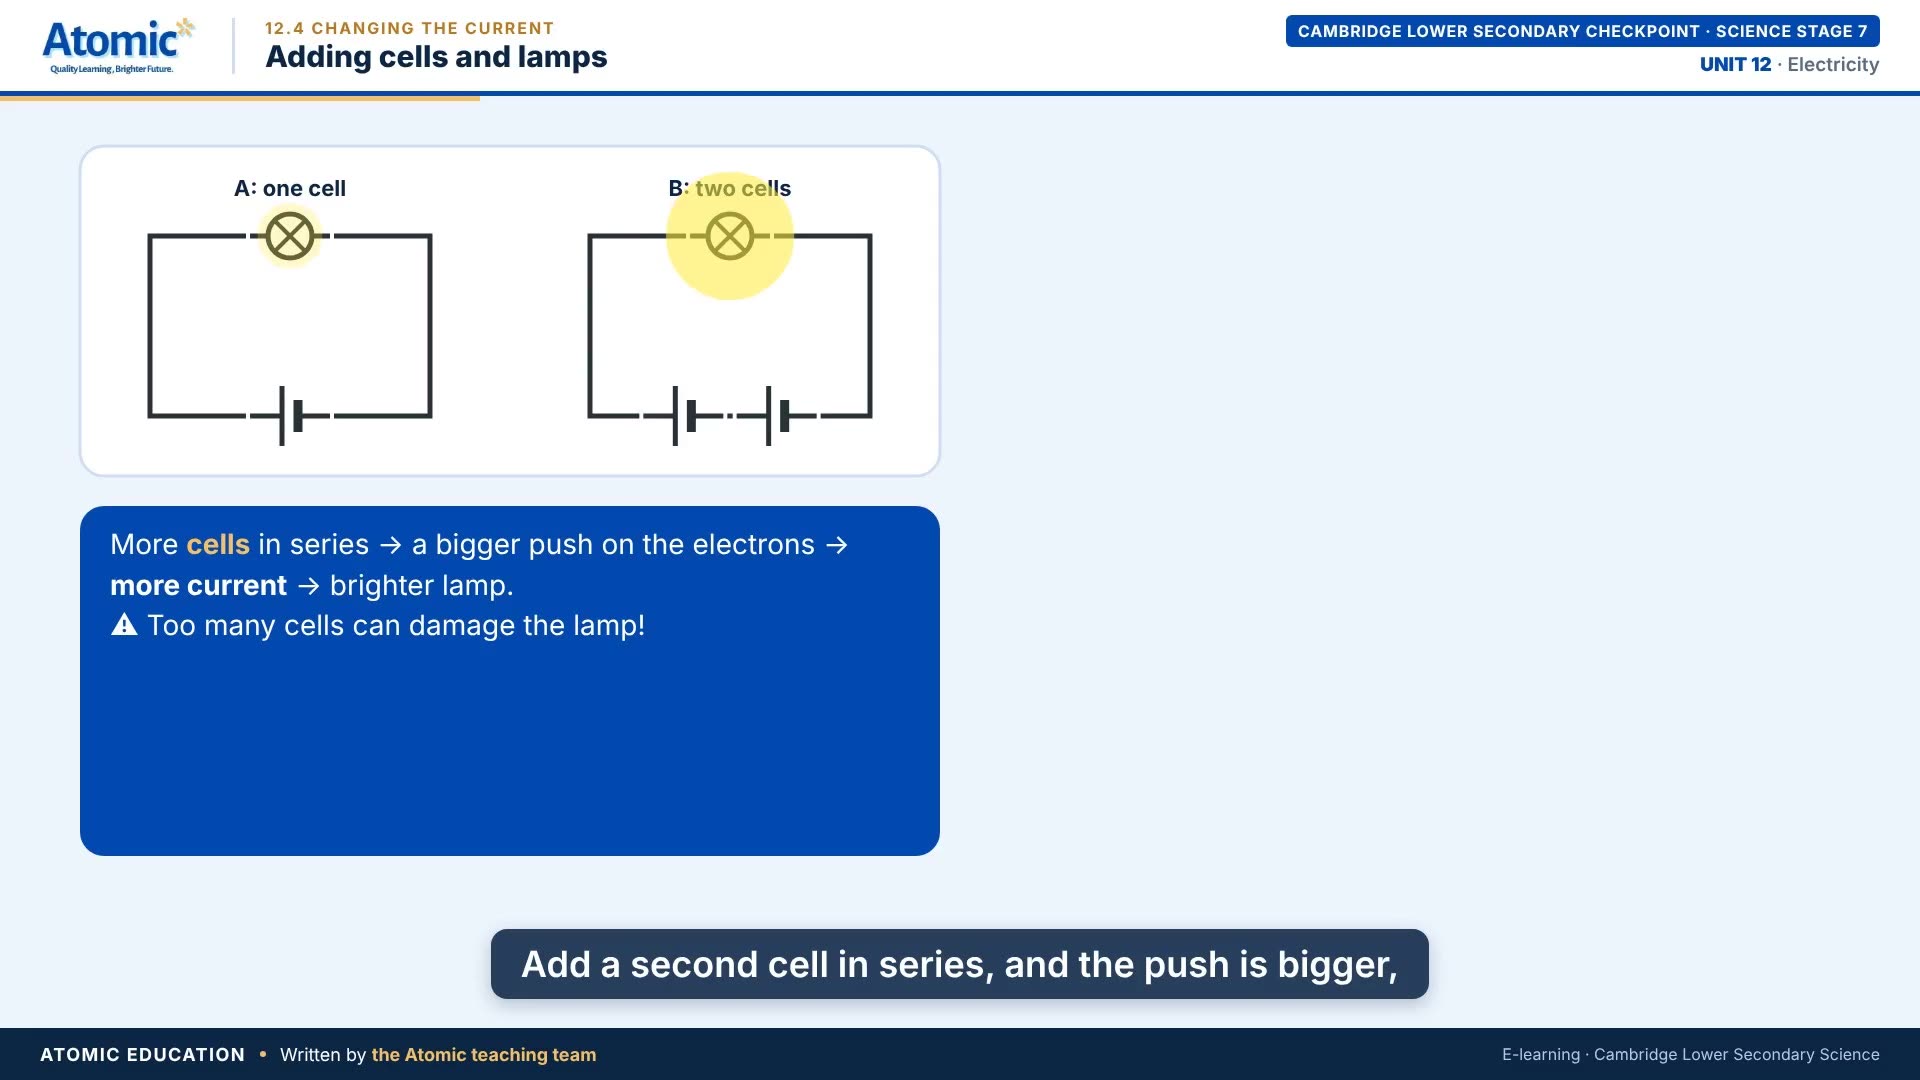 Atomic
Quality Learning, Brighter Future.
12.4 CHANGING THE CURRENT
Adding cells and lamps
CAMBRIDGE LOWER SECONDARY CHECKPOINT · SCIENCE STAGE 7
UNIT 12 · Electricity
A: one cell
B: two cells
More cells in series → a bigger push on the electrons →
more current → brighter lamp.
⚠ Too many cells can damage the lamp!
Add a second cell in series, and the push is bigger,
ATOMIC EDUCATION • Written by the Atomic teaching team
E-learning · Cambridge Lower Secondary Science